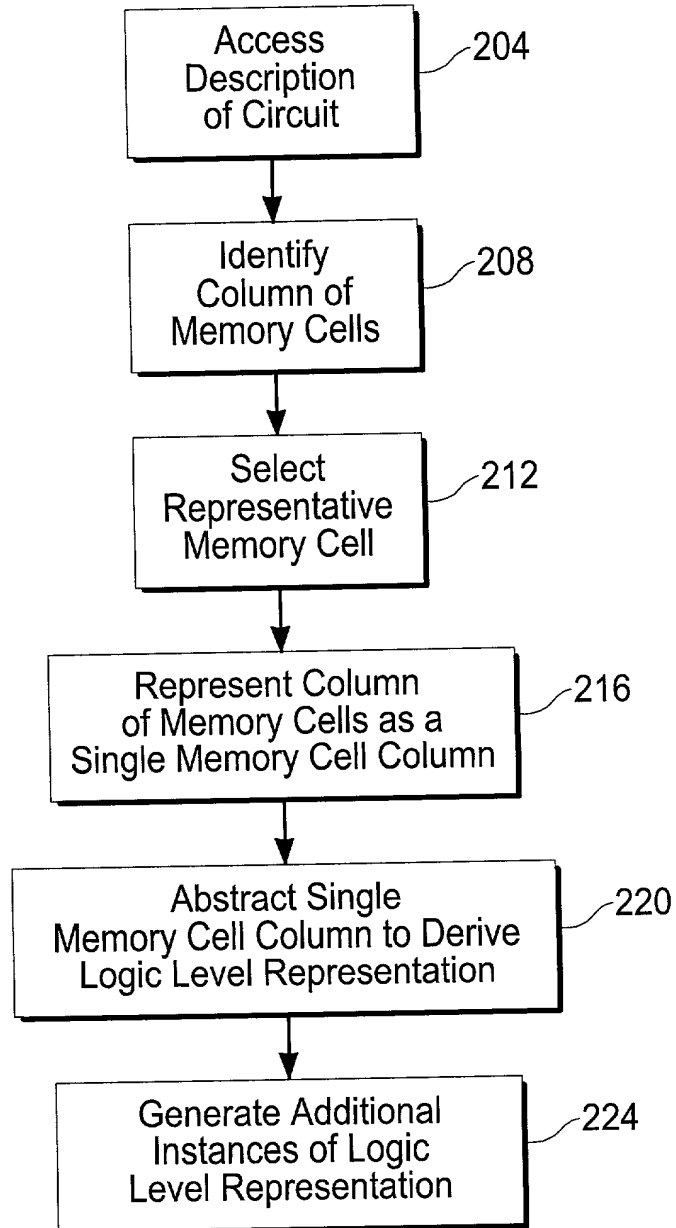 Access
Description
of Circuit
204
Identify
Column of
Memory Cells
208
Select
Representative
Memory Cell
212
Represent Column
of Memory Cells as a
Single Memory Cell Column
216
Abstract Single
Memory Cell Column to Derive
Logic Level Representation
220
Generate Additional
Instances of Logic
Level Representation
224